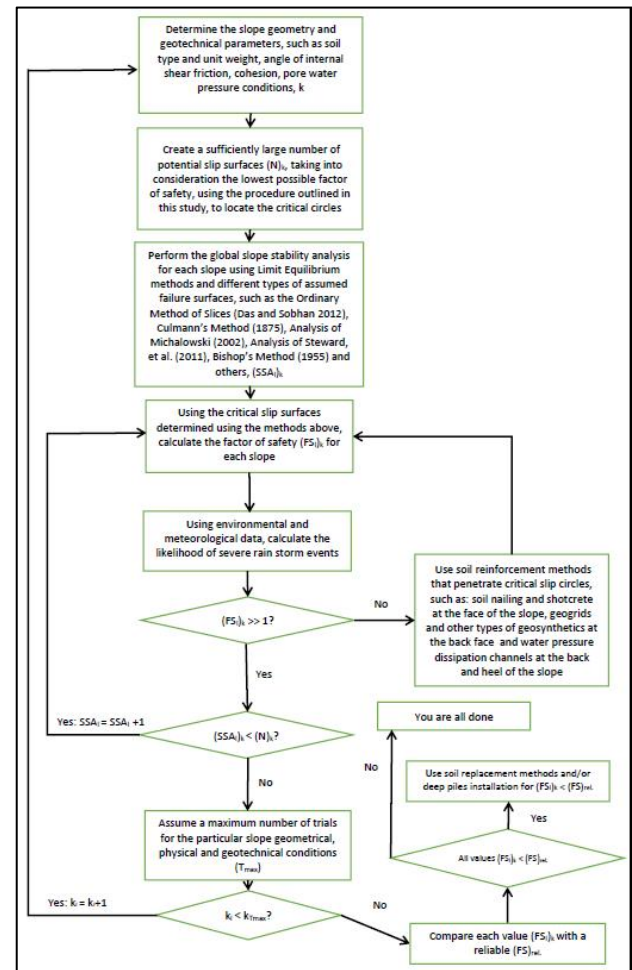 Determine the slope geometry and
geotechnical parameters, such as soil
type and unit weight, angle of internal
shear friction, cohesion, pore water
pressure conditions, k
Create a sufficiently large number of
potential slip surfaces (N)ₖ, taking into
consideration the lowest possible factor
of safety, using the procedure outlined in
this study, to locate the critical circles
Perform the global slope stability analysis
for each slope using Limit Equilibrium
methods and different types of assumed
failure surfaces, such as the Ordinary
Method of Slices (Das and Sobhan 2012),
Culmann's Method (1875), Analysis of
Michalowski (2002), Analysis of Steward,
et al. (2011), Bishop's Method (1955) and
others, (SSAᵢ)ₖ
Using the critical slip surfaces
determined using the methods above,
calculate the factor of safety (FSᵢ)ₖ for
each slope
Using environmental and
meteorological data, calculate the
likelihood of severe rain storm events
(FSᵢ)ₖ >> 1?
No
Use soil reinforcement methods
that penetrate critical slip circles,
such as: soil nailing and shotcrete
at the face of the slope, geogrids
and other types of geosynthetics at
the back face and water pressure
dissipation channels at the back
and heel of the slope
Yes
(SSAᵢ)ₖ < (N)ₖ?
Yes: SSAᵢ = SSAᵢ +1
No
Assume a maximum number of trials
for the particular slope geometrical,
physical and geotechnical conditions
(Tmax)
kᵢ < kTmax?
Yes: kᵢ = kᵢ+1
No
Compare each value (FSᵢ)ₖ with a
reliable (FS)rel.
All values (FSᵢ)ₖ < (FS)rel.
Yes
Use soil replacement methods and/or
deep piles installation for (FSᵢ)ₖ < (FS)rel.
No
You are all done